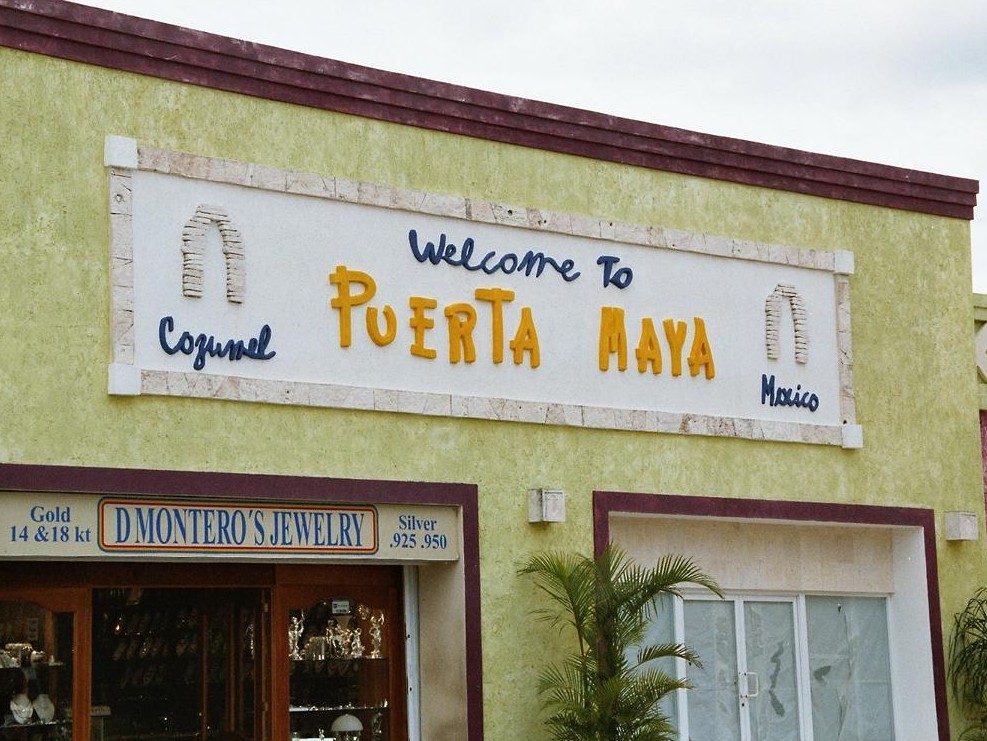 Welcome To
PUERTA MAYA
Cozumel
Mexico
Gold
14 &18 kt
D MONTERO'S JEWELRY
Silver
.925 .950